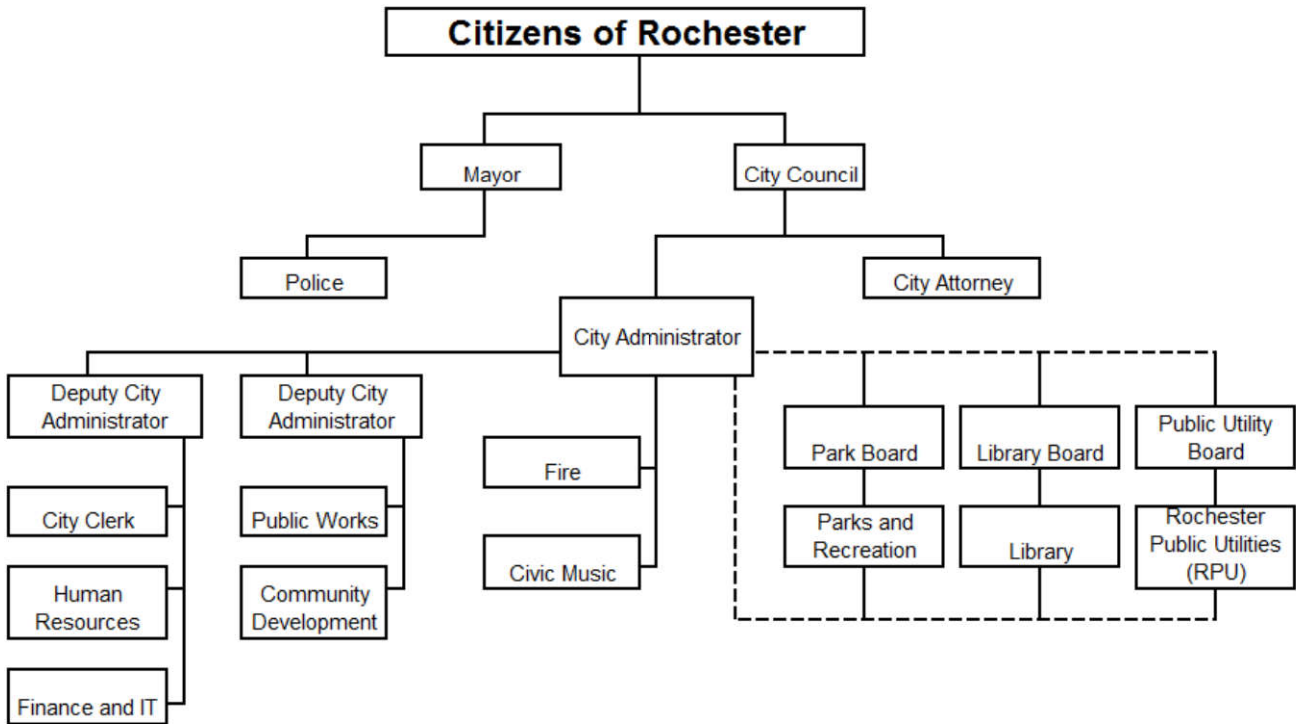 Citizens of Rochester
Mayor
City Council
Police
City Attorney
City Administrator
Deputy City
Administrator
Deputy City
Administrator
Fire
Park Board
Library Board
Public Utility
Board
City Clerk
Public Works
Civic Music
Parks and
Recreation
Library
Rochester
Public Utilities
(RPU)
Human
Resources
Community
Development
Finance and IT